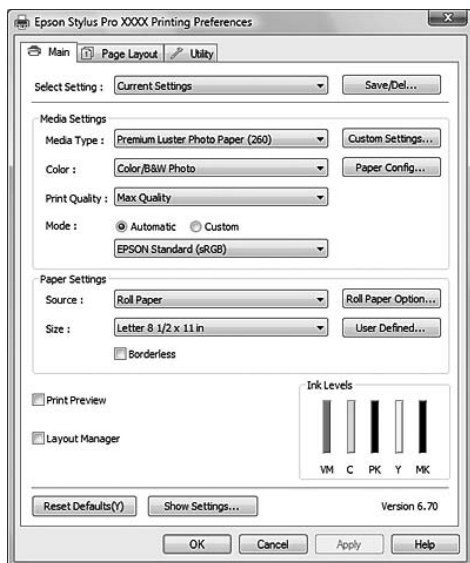 Epson Stylus Pro XXXX Printing Preferences
Main Page Layout Utility
Select Setting : Current Settings Save/Del...
Media Settings
Media Type : Premium Luster Photo Paper (260) Custom Settings...
Color : Color/B&W Photo Paper Config...
Print Quality : Max Quality
Mode : Automatic Custom
EPSON Standard (sRGB)
Paper Settings
Source : Roll Paper Roll Paper Option...
Size : Letter 8 1/2 x 11 in User Defined...
Borderless
Print Preview
Ink Levels
Layout Manager
VM C PK Y MK
Reset Defaults(Y) Show Settings... Version 6.70
OK Cancel Apply Help